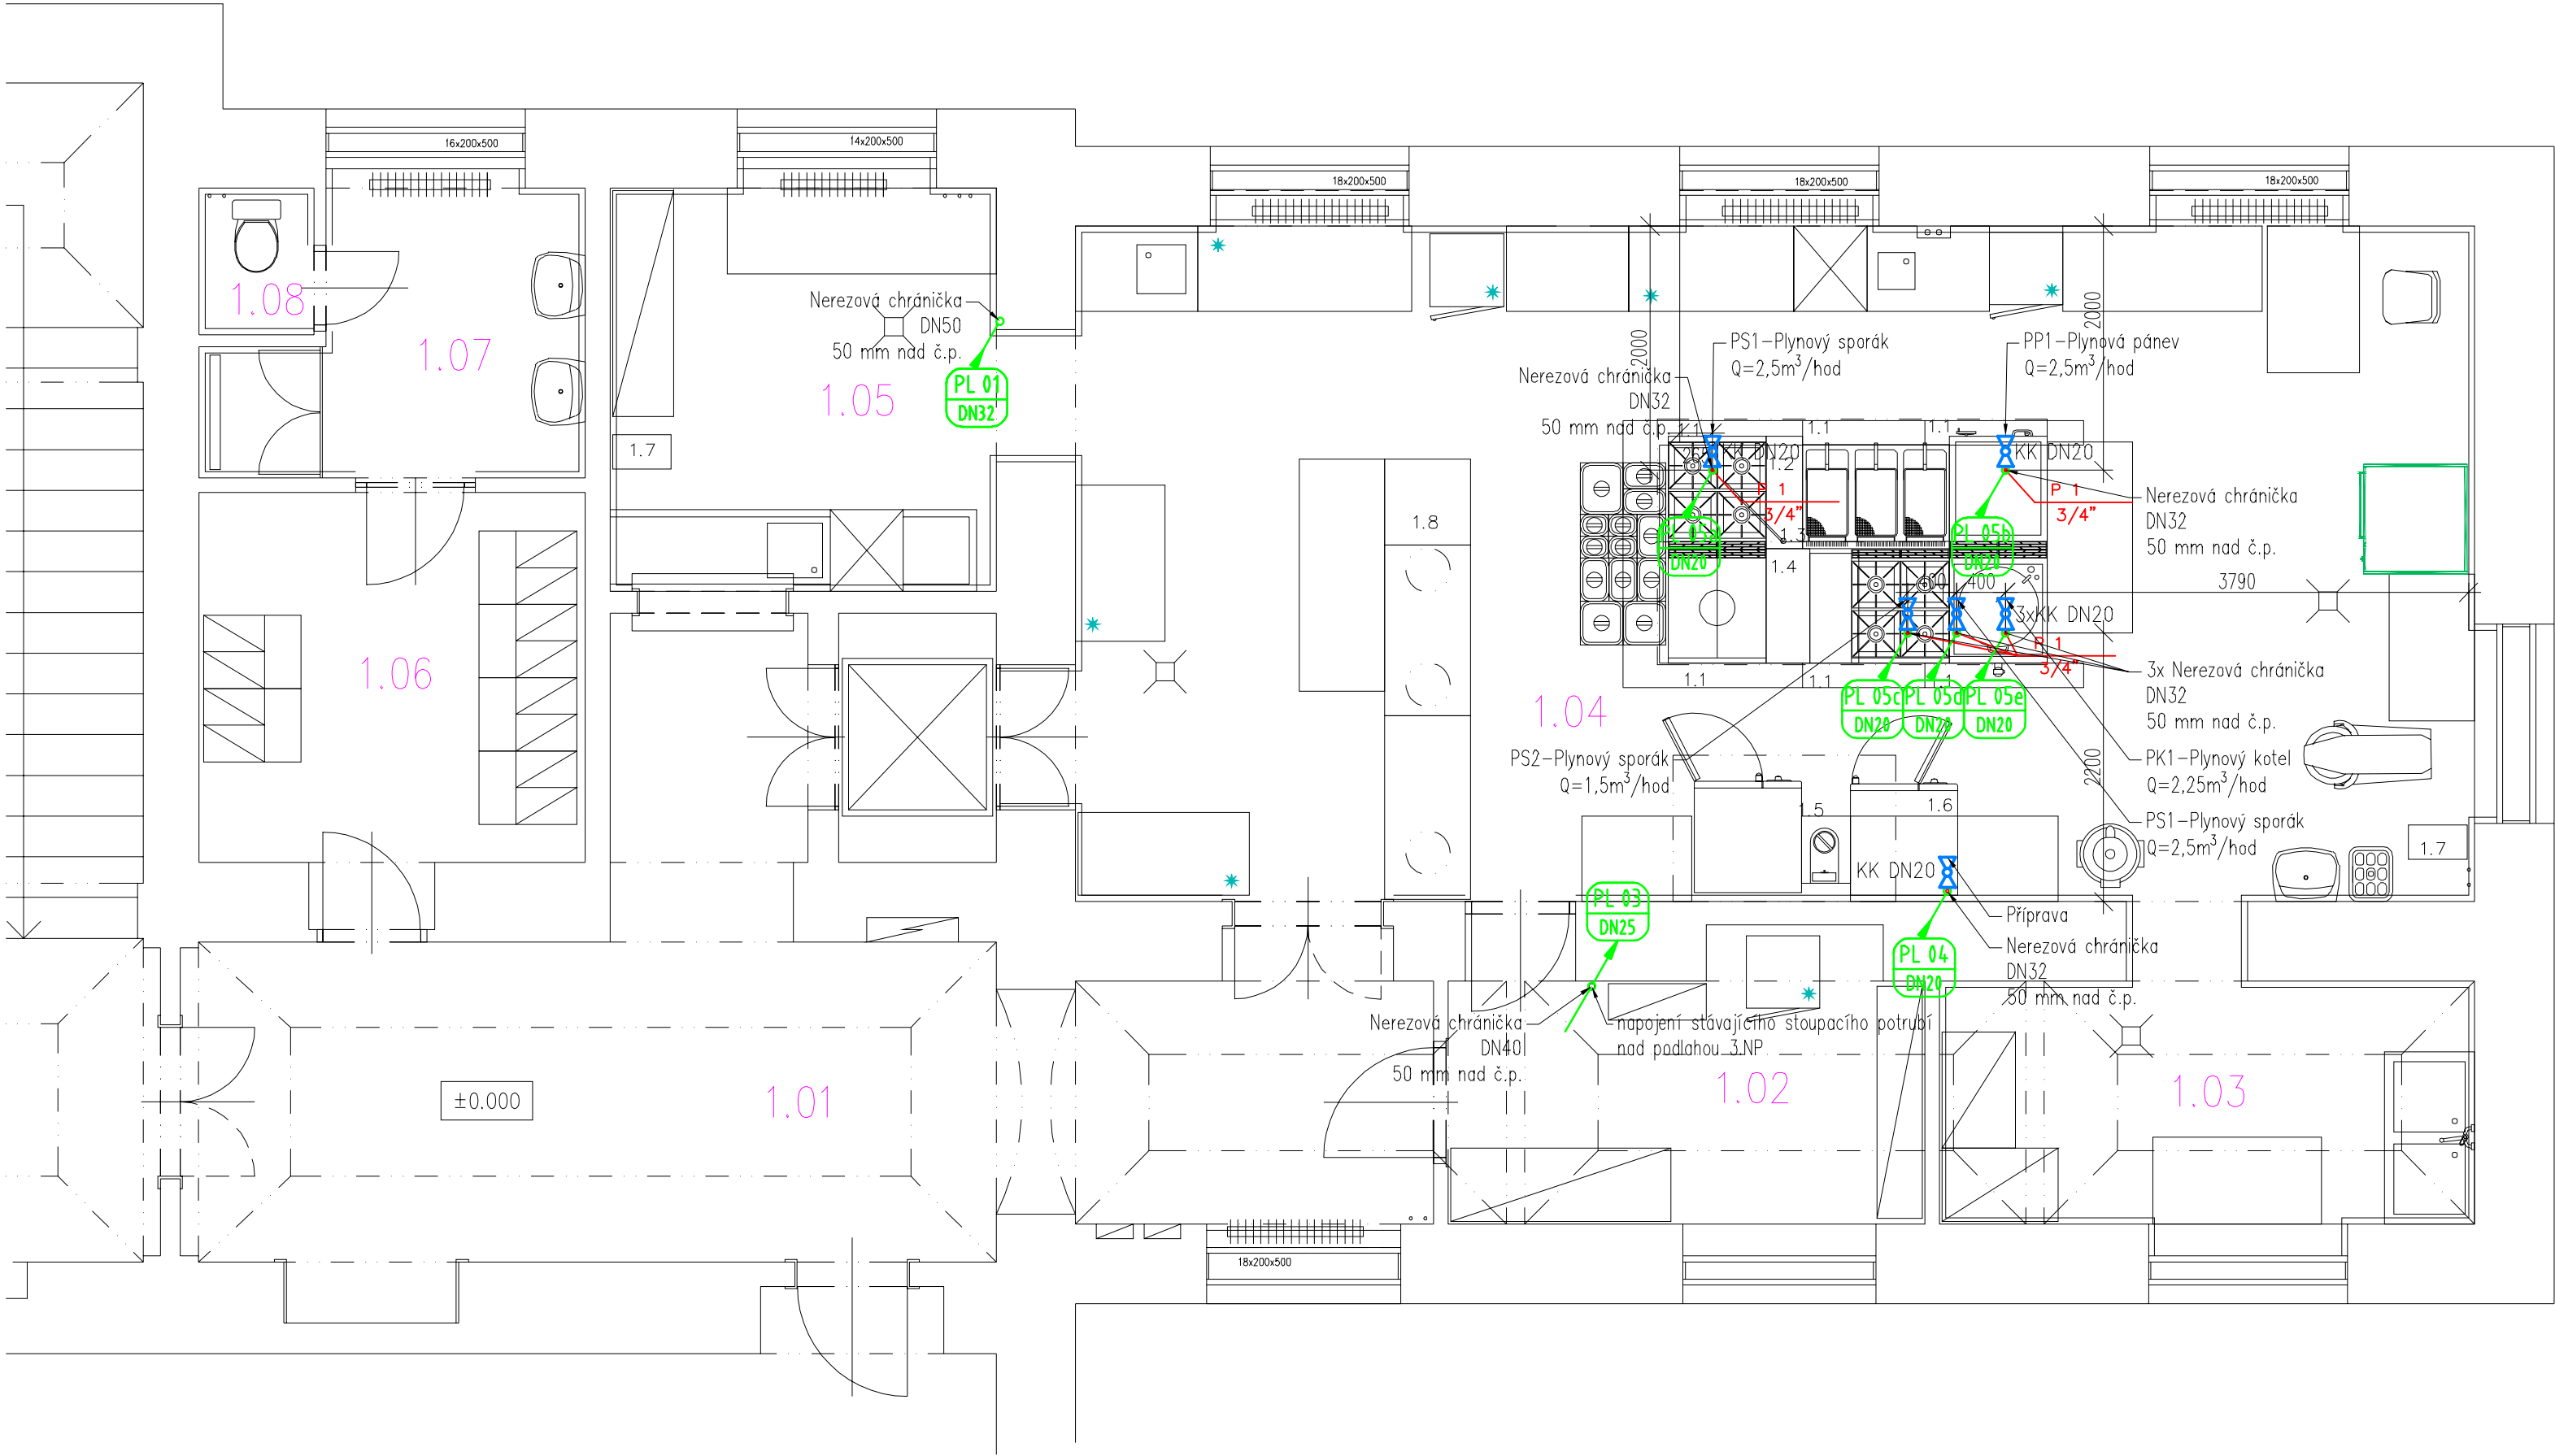 16x200x500
14x200x500
18x200x500
18x200x500
18x200x500
1.08
1.07
Nerezová chránička
DN50
50 mm nad č.p.
PL 01
DN32
1.05
1.7
1.06
2000
2000
PS1-Plynový sporák
Q=2,5m³/hod
PP1-Plynová pánev
Q=2,5m³/hod
Nerezová chránička
DN32
50 mm nad č.p.
1.1
1.1
1.1
KK DN20
KK DN20
1.2
P 1
3/4"
P 1
3/4"
1.3
1.4
PL 05a
DN20
PL 05b
DN20
Nerezová chránička
DN32
50 mm nad č.p.
1.8
400
3790
3xKK DN20
P 1
3/4"
3x Nerezová chránička
DN32
50 mm nad č.p.
1.1
1.1
1.1
PL 05c
DN20
PL 05d
DN20
PL 05e
DN20
1.04
PS2-Plynový sporák
Q=1,5m³/hod
PK1-Plynový kotel
Q=2,25m³/hod
2200
PS1-Plynový sporák
Q=2,5m³/hod
1.5
1.6
1.7
KK DN20
PL 03
DN25
Příprava
PL 04
DN20
Nerezová chránička
DN32
50 mm nad č.p.
Nerezová chránička
DN40
50 mm nad č.p.
napojení stávajícího stoupacího potrubí
nad podlahou 3.NP
±0.000
1.01
1.02
1.03
18x200x500